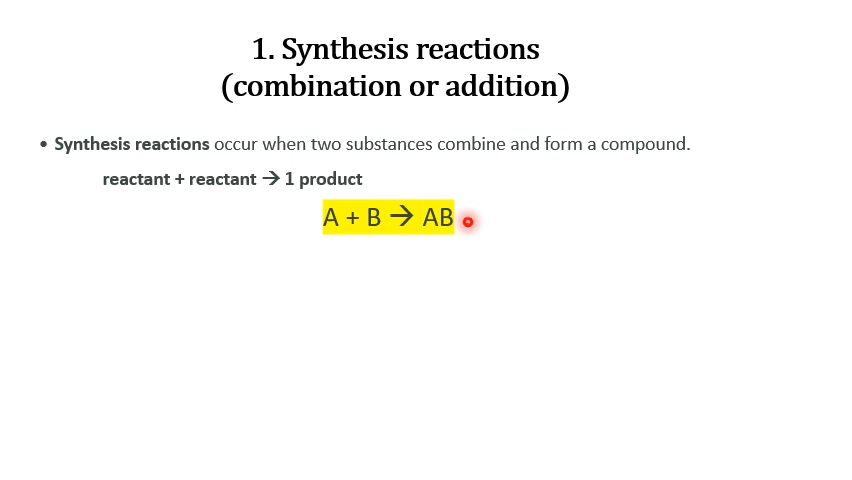 1. Synthesis reactions
(combination or addition)
• Synthesis reactions occur when two substances combine and form a compound.
reactant + reactant → 1 product
A + B → AB